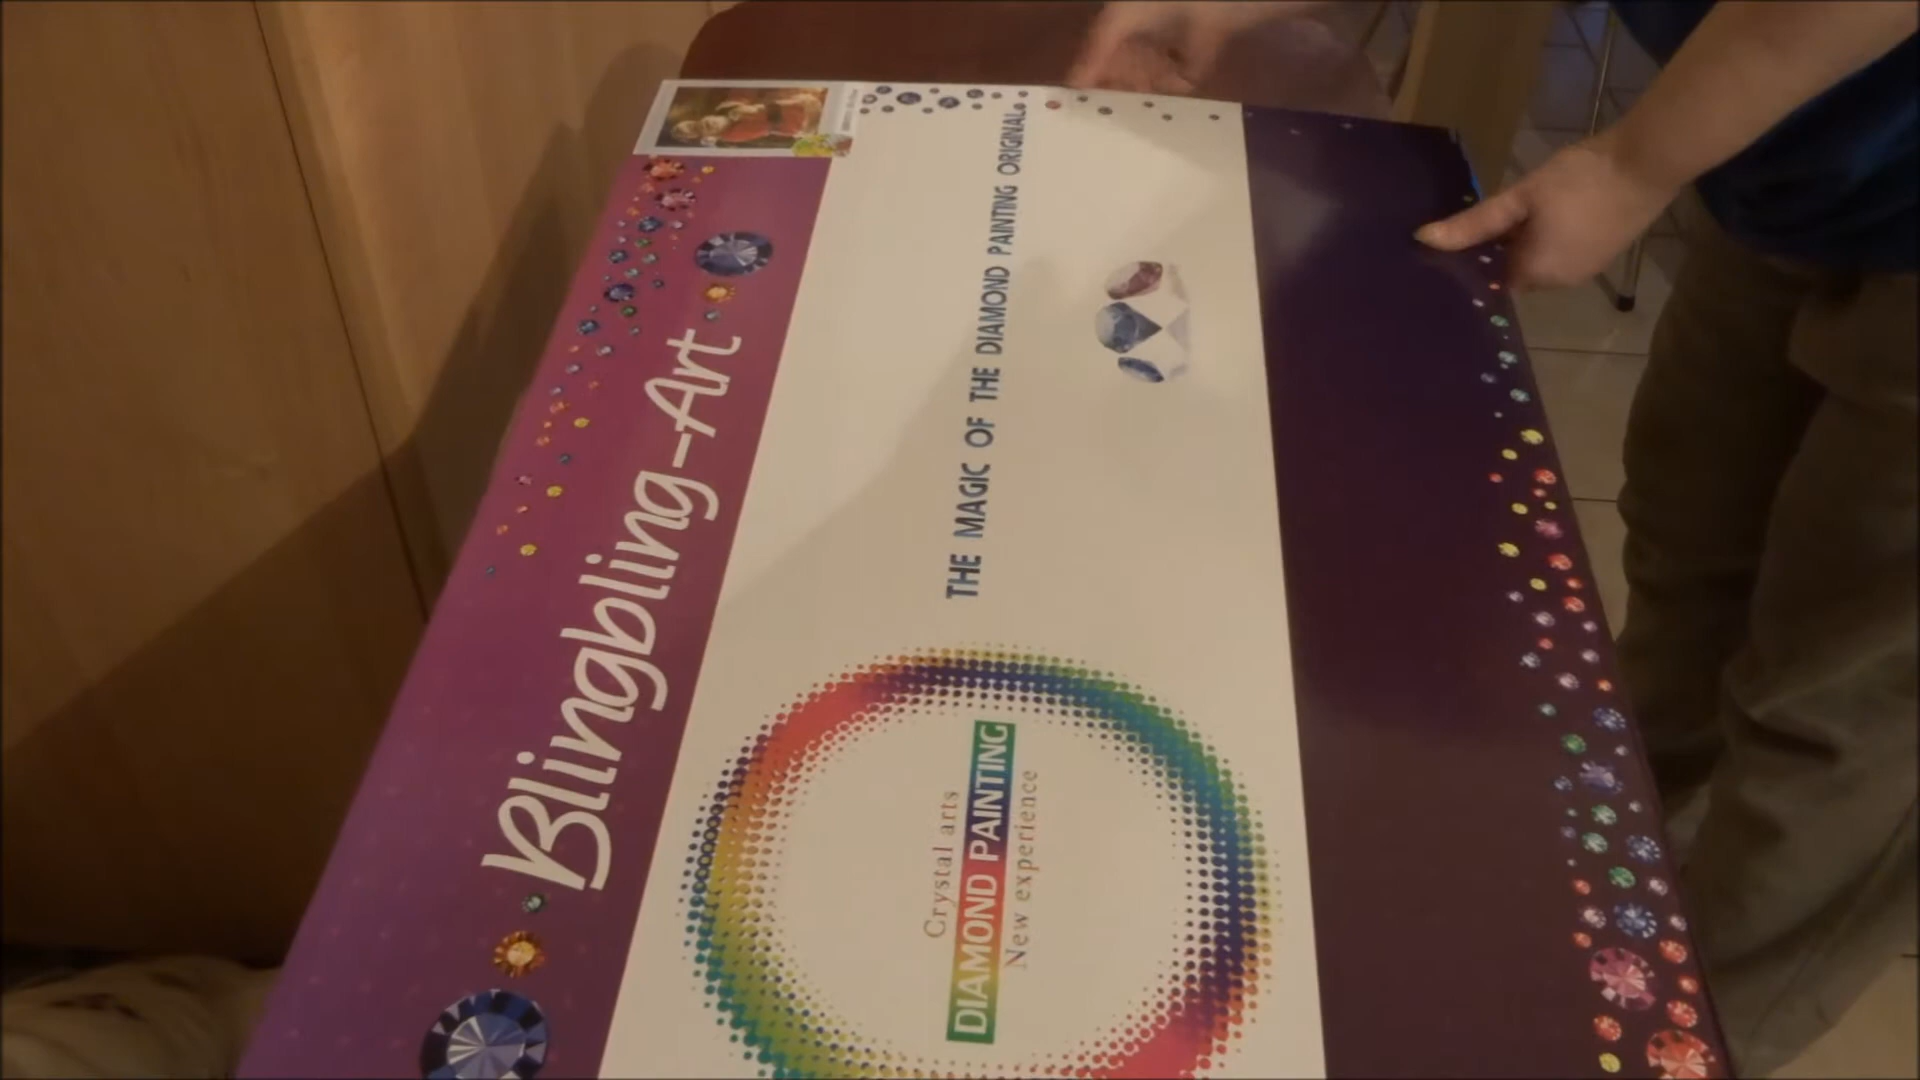 Blingbling-Art
THE MAGIC OF THE DIAMOND PAINTING ORIGINAL
Crystal arts
DIAMOND PAINTING
New experience